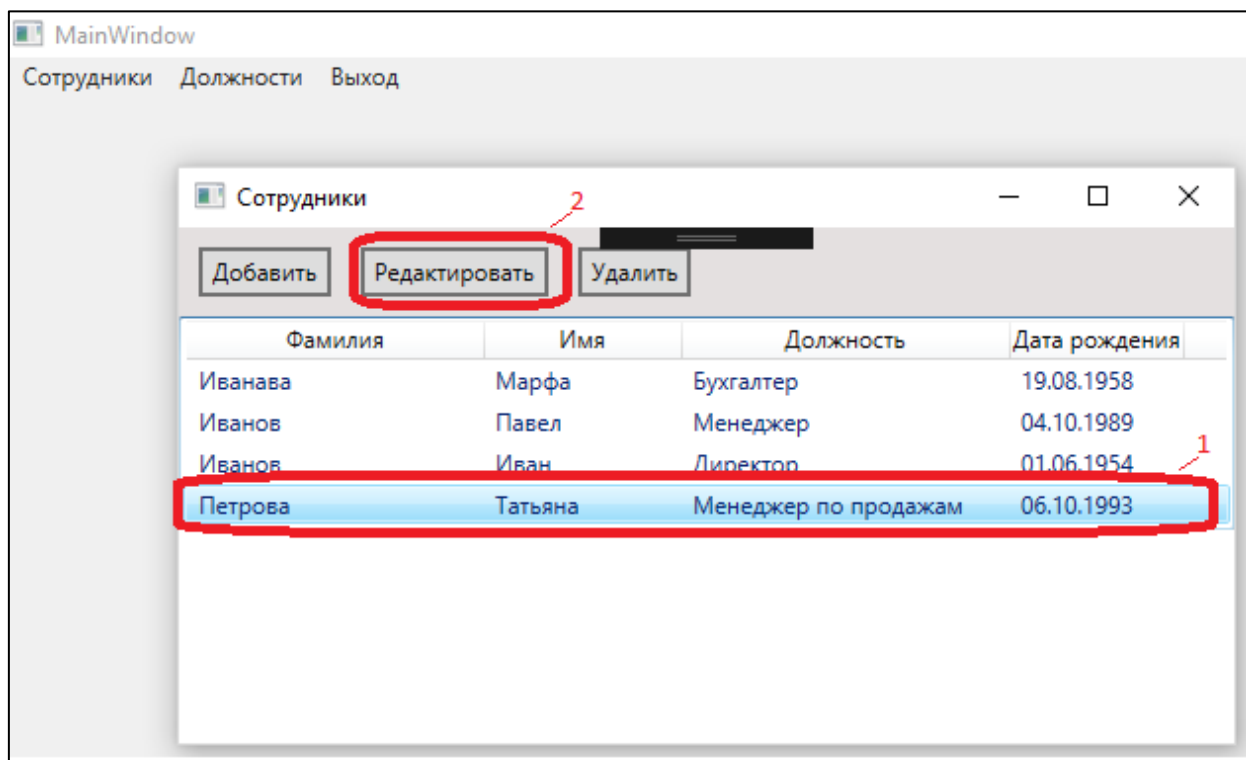 MainWindow
Сотрудники Должности Выход
Сотрудники
2
Добавить Редактировать Удалить
Фамилия Имя Должность Дата рождения
Иванава Марфа Бухгалтер 19.08.1958
Иванов Павел Менеджер 04.10.1989
Иванов Иван Директор 01.06.1954
1
Петрова Татьяна Менеджер по продажам 06.10.1993